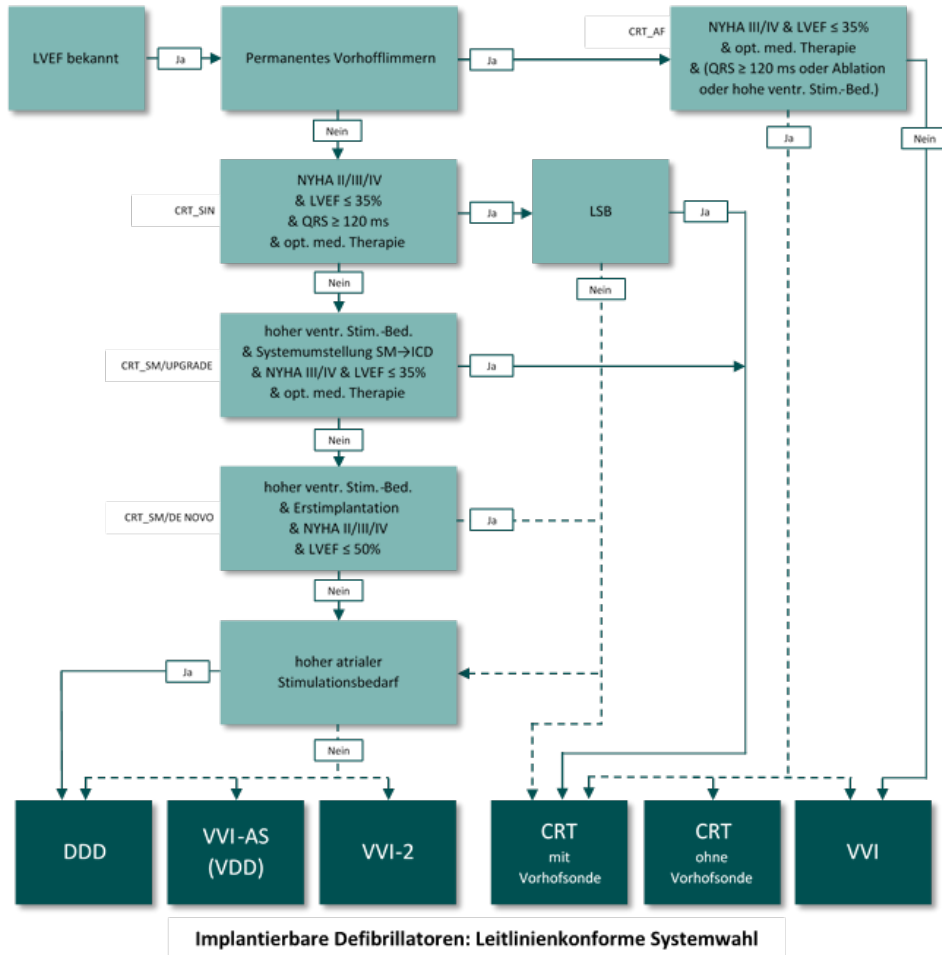 LVEF bekannt
Ja
Permanentes Vorhofflimmern
Ja
CRT_AF
NYHA III/IV & LVEF ≤ 35%
& opt. med. Therapie
& (QRS ≥ 120 ms oder Ablation
oder hohe ventr. Stim.-Bed.)
Nein
Ja
Nein
CRT_SIN
NYHA II/III/IV
& LVEF ≤ 35%
& QRS ≥ 120 ms
& opt. med. Therapie
Ja
LSB
Ja
Nein
Nein
CRT_SM/UPGRADE
hoher ventr. Stim.-Bed.
& Systemumstellung SM→ICD
& NYHA III/IV & LVEF ≤ 35%
& opt. med. Therapie
Ja
Nein
CRT_SM/DE NOVO
hoher ventr. Stim.-Bed.
& Erstimplantation
& NYHA II/III/IV
& LVEF ≤ 50%
Ja
Nein
Ja
hoher atrialer
Stimulationsbedarf
Nein
DDD
VVI-AS
(VDD)
VVI-2
CRT
mit
Vorhofsonde
CRT
ohne
Vorhofsonde
VVI
Implantierbare Defibrillatoren: Leitlinienkonforme Systemwahl